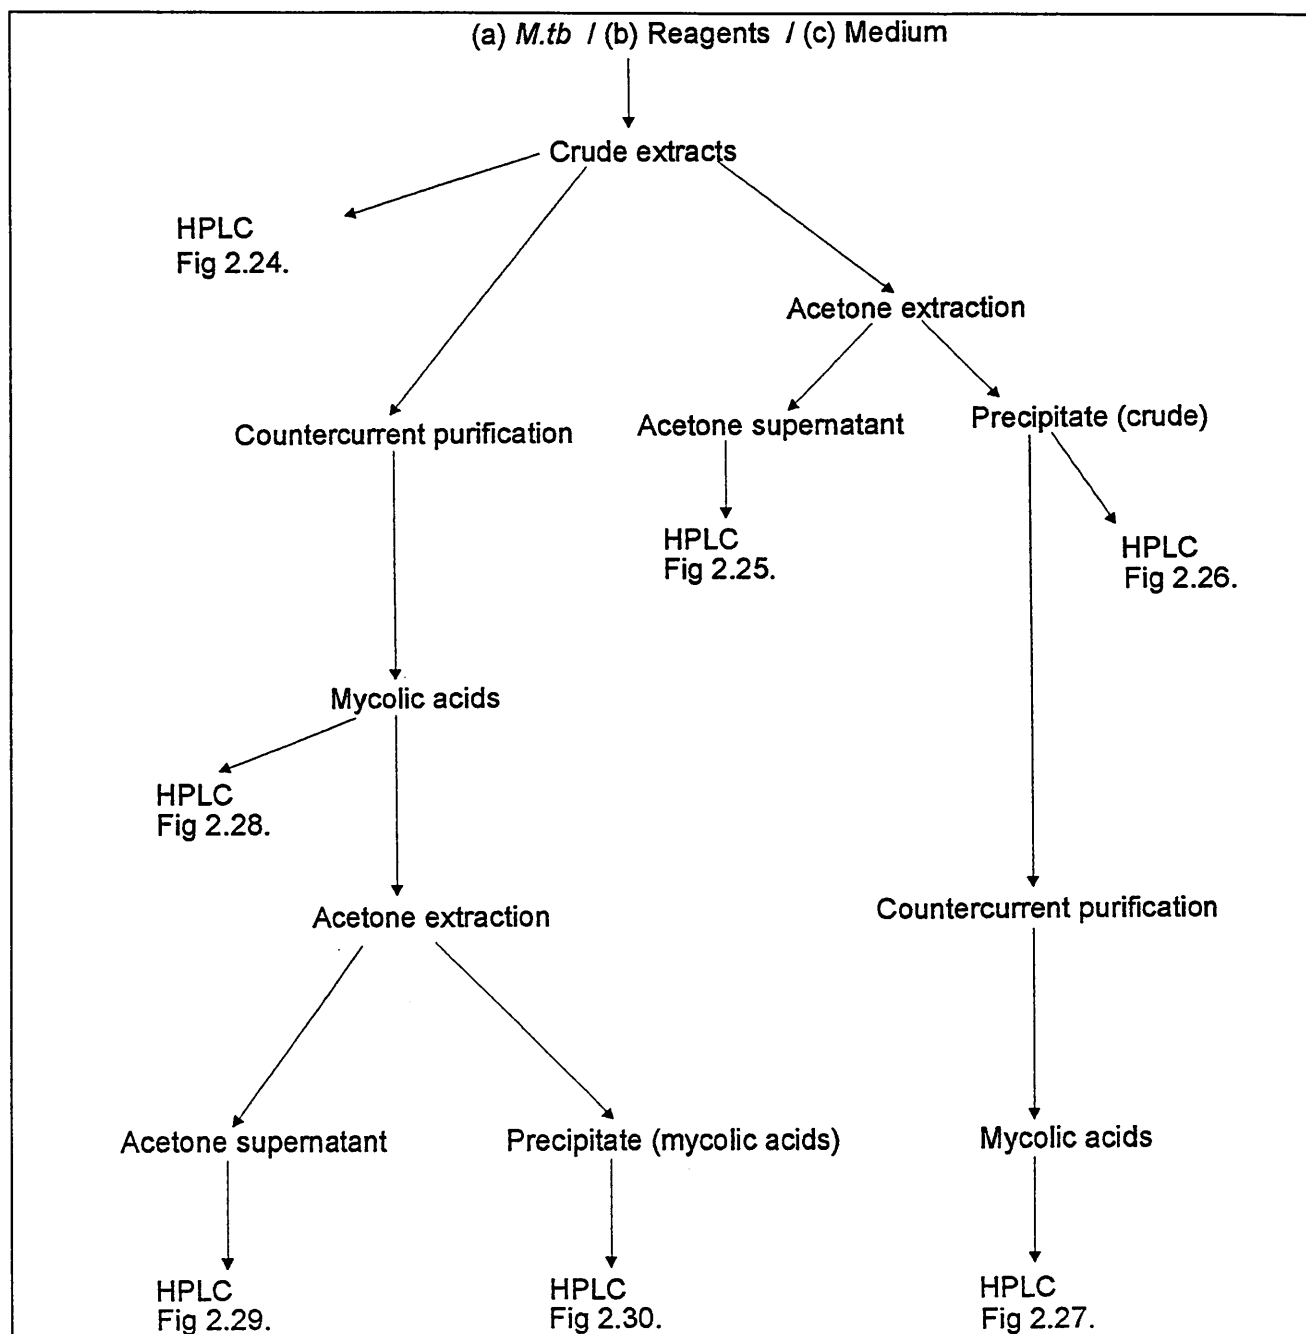 (a) M.tb / (b) Reagents / (c) Medium
Crude extracts
HPLC
Fig 2.24.
Acetone extraction
Countercurrent purification
Acetone supernatant
Precipitate (crude)
HPLC
Fig 2.25.
HPLC
Fig 2.26.
Mycolic acids
HPLC
Fig 2.28.
Acetone extraction
Countercurrent purification
Acetone supernatant
Precipitate (mycolic acids)
Mycolic acids
HPLC
Fig 2.29.
HPLC
Fig 2.30.
HPLC
Fig 2.27.